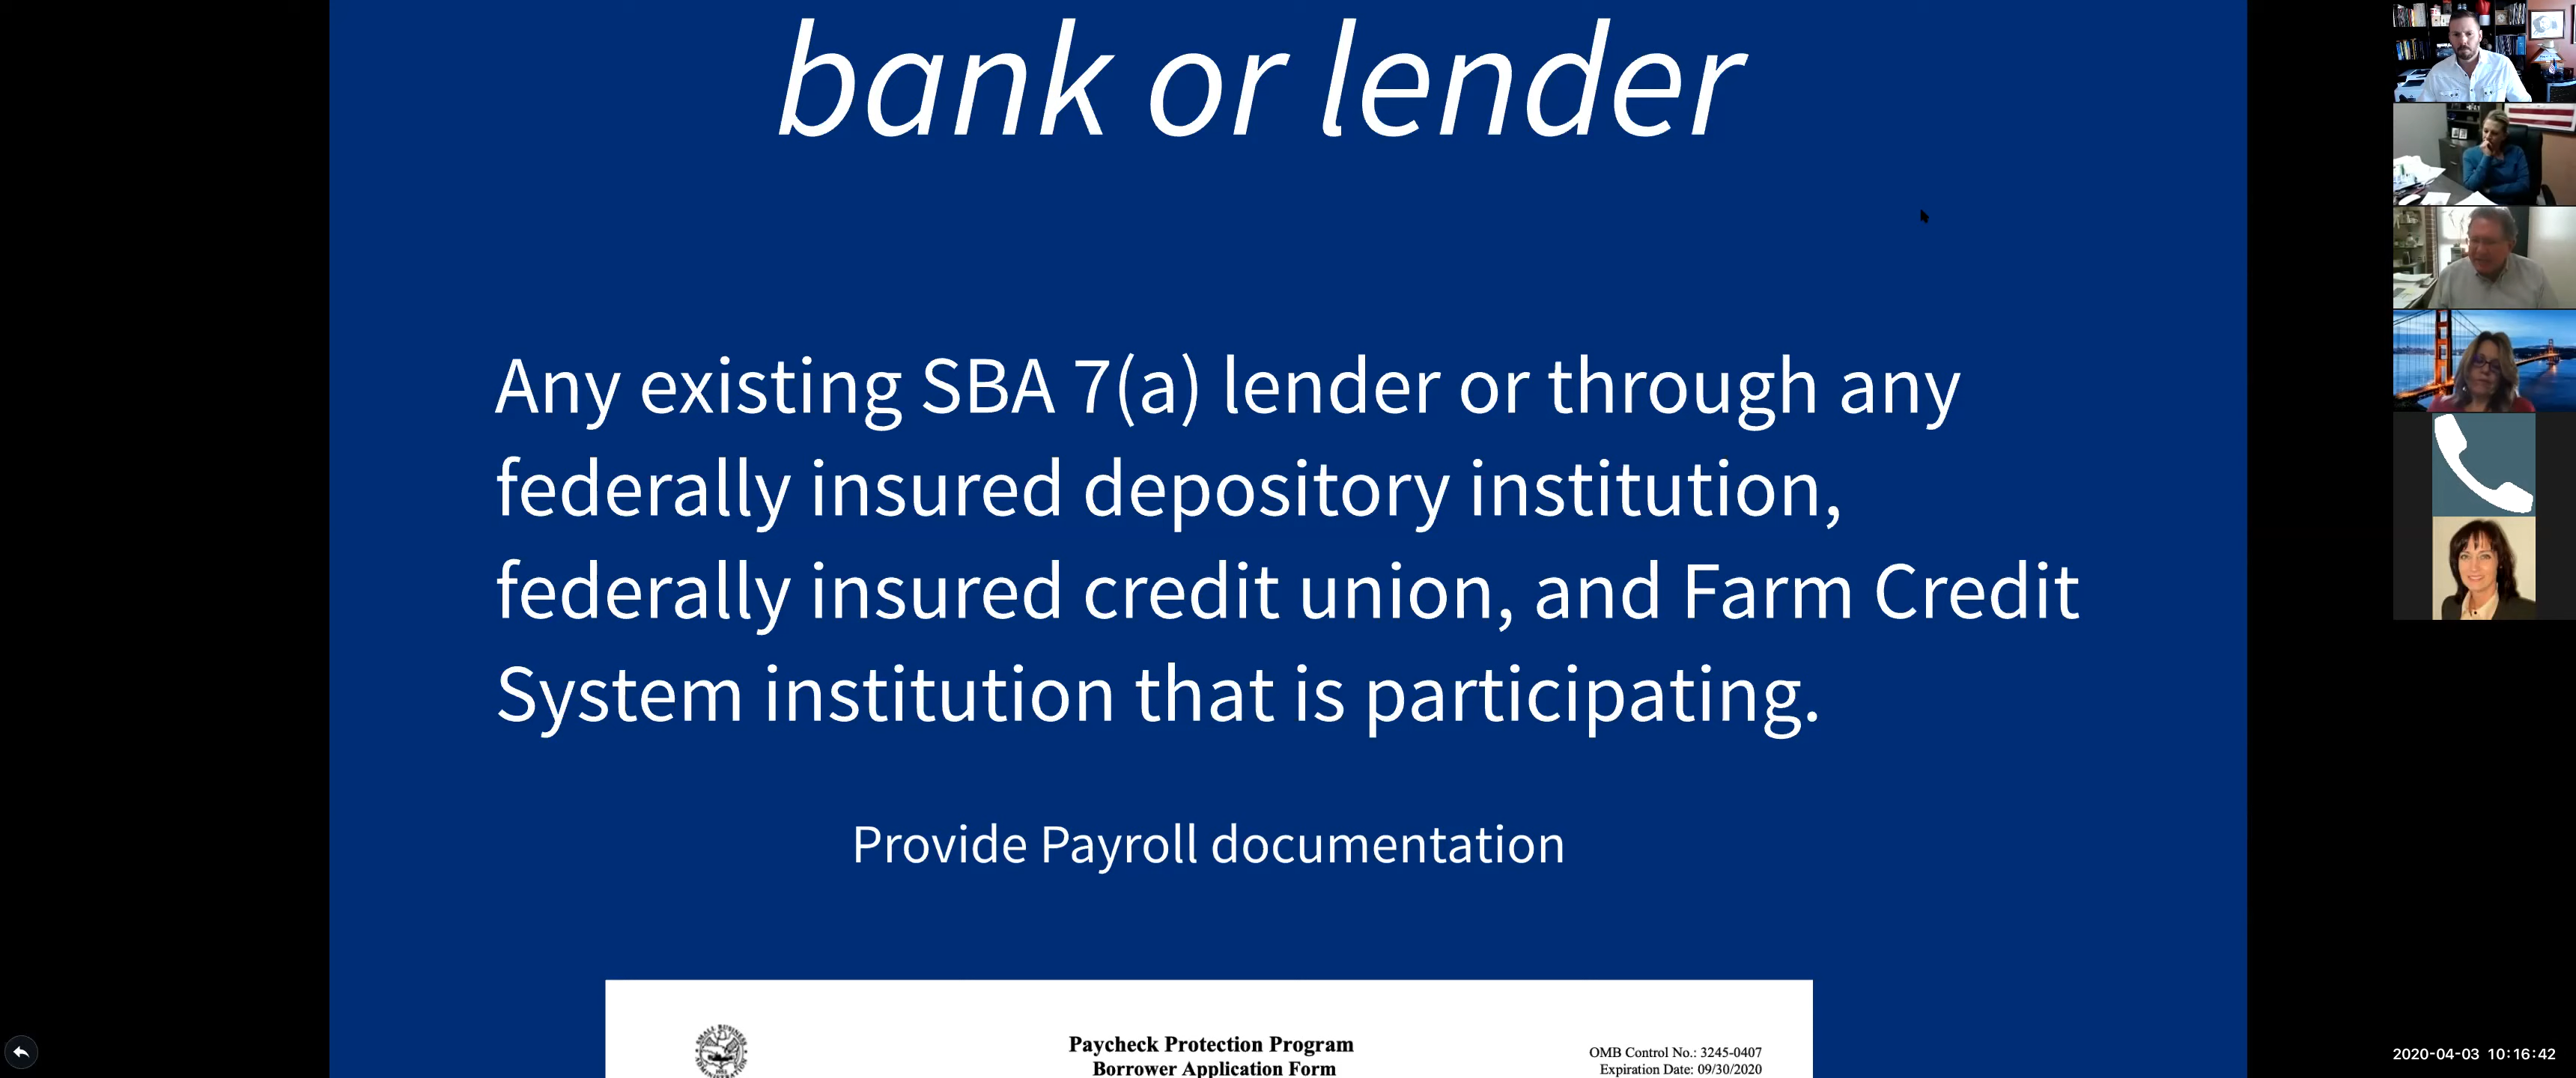 bank or lender
Any existing SBA 7(a) lender or through any
federally insured depository institution,
federally insured credit union, and Farm Credit
System institution that is participating.
Provide Payroll documentation
Paycheck Protection Program
Borrower Application Form
OMB Control No.: 3245-0407
Expiration Date: 09/30/2020
2020-04-03 10:16:42